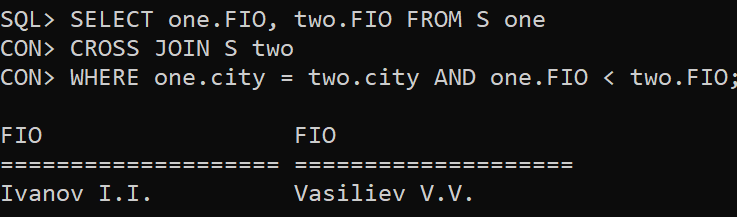 SQL> SELECT one.FIO, two.FIO FROM S one
CON> CROSS JOIN S two
CON> WHERE one.city = two.city AND one.FIO < two.FIO;
FIO                  FIO
==================== ====================
Ivanov I.I.          Vasiliev V.V.